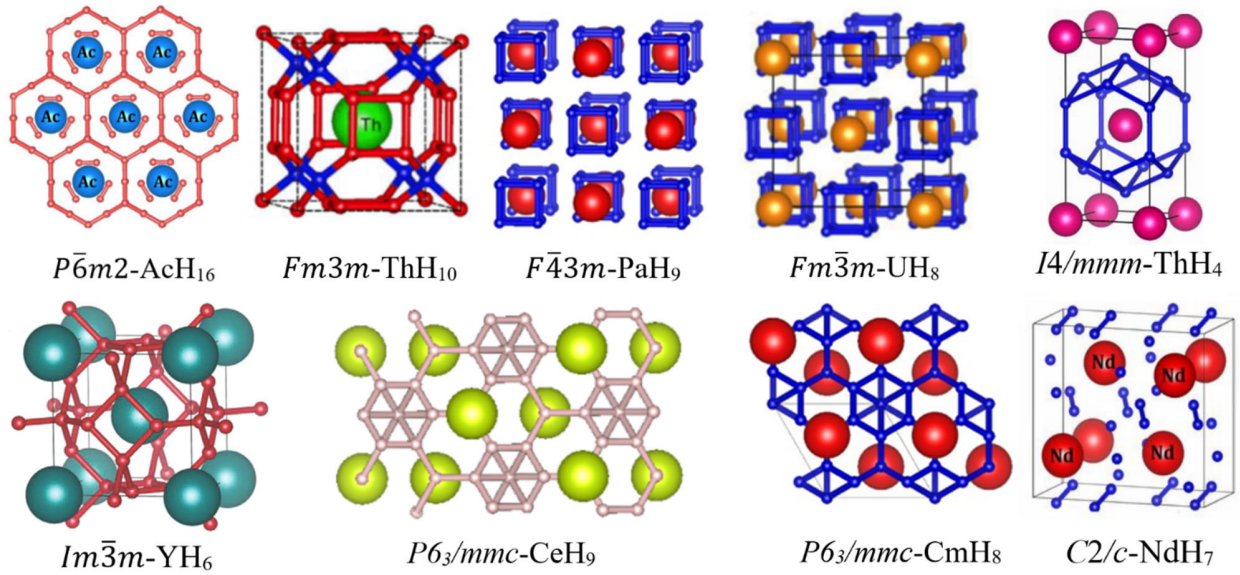 Ac Ac
Ac Ac Ac
Ac Ac
Th
P6̅m2-AcH₁₆
Fm3m-ThH₁₀
F4̅3m-PaH₉
Fm3̅m-UH₈
I4/mmm-ThH₄
Nd Nd
Nd Nd
Im3̅m-YH₆
P6₃/mmc-CeH₉
P6₃/mmc-CmH₈
C2/c-NdH₇